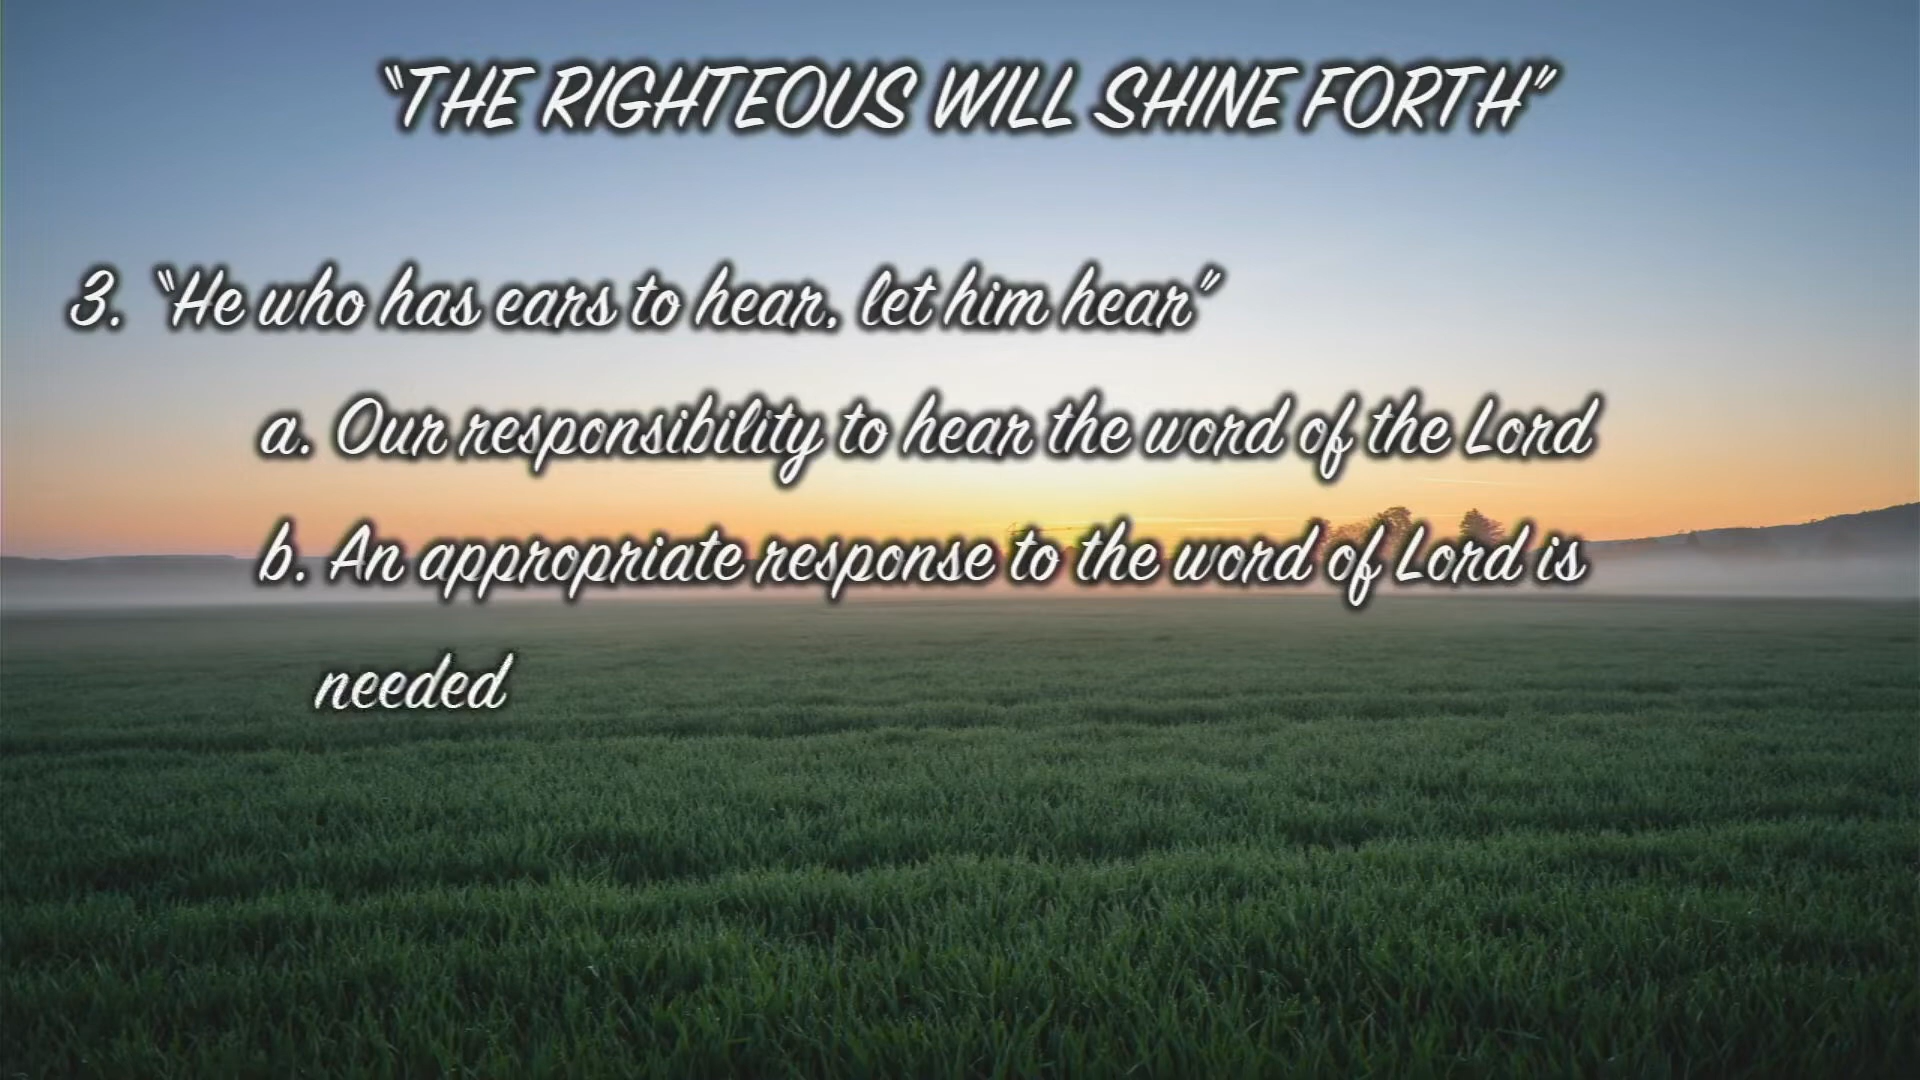 “THE RIGHTEOUS WILL SHINE FORTH”
3. “He who has ears to hear, let him hear”
a. Our responsibility to hear the word of the Lord
b. An appropriate response to the word of Lord is
needed